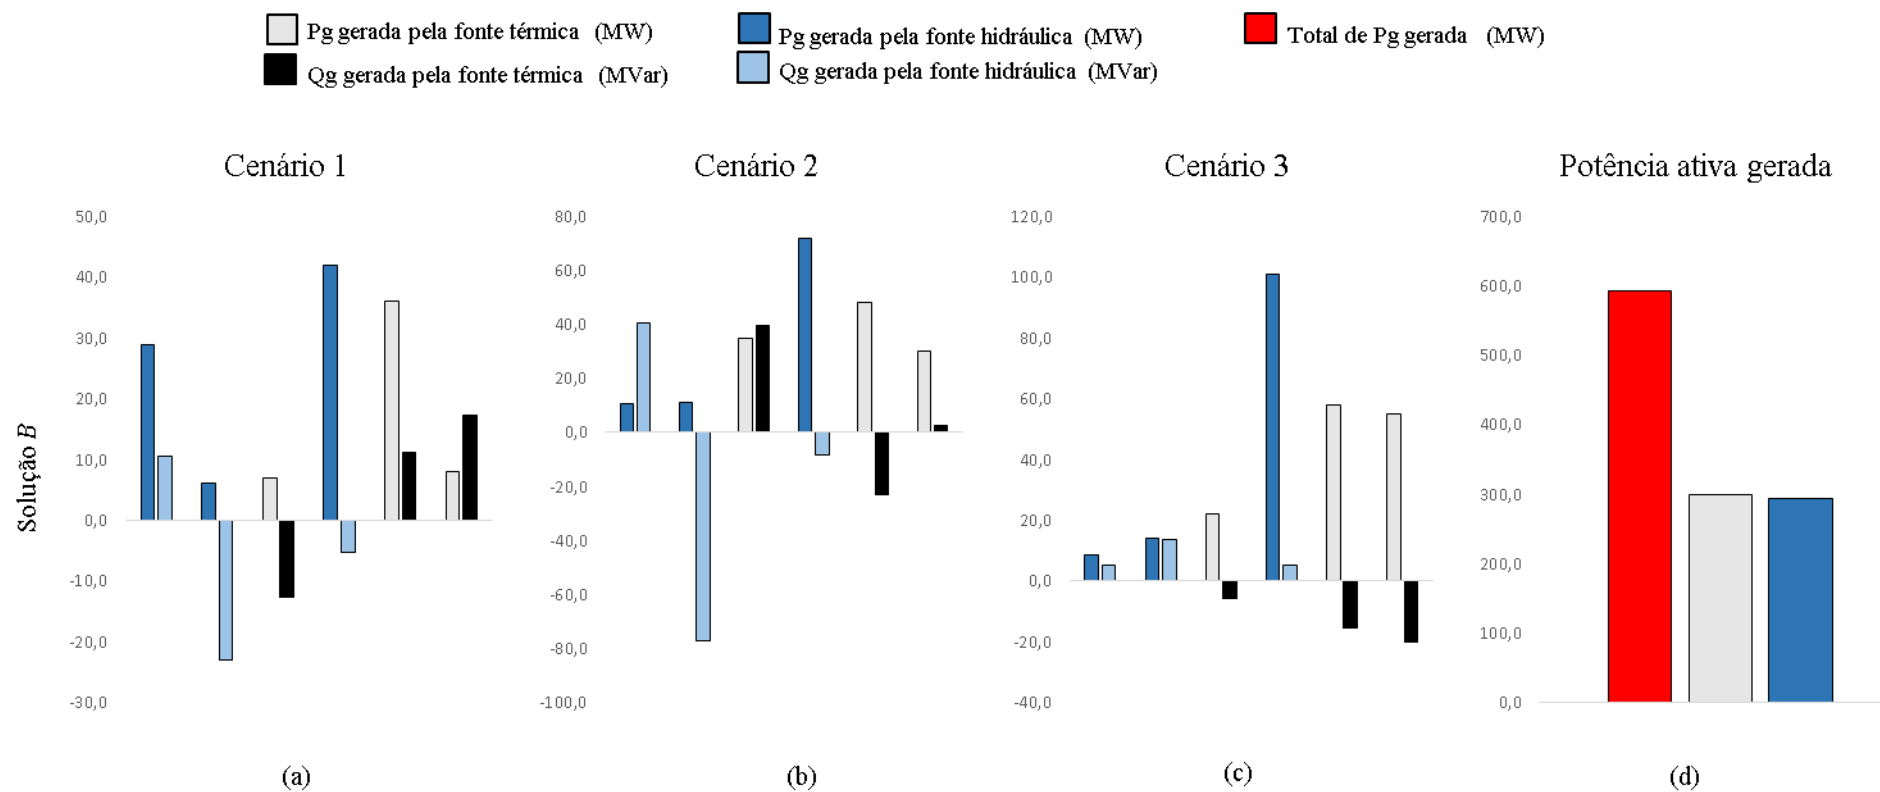 Pg gerada pela fonte térmica (MW)
Pg gerada pela fonte hidráulica (MW)
Total de Pg gerada (MW)
Qg gerada pela fonte térmica (MVar)
Qg gerada pela fonte hidráulica (MVar)
Solução B
Cenário 1
50,0
40,0
30,0
20,0
10,0
0,0
-10,0
-20,0
-30,0
(a)
Cenário 2
80,0
60,0
40,0
20,0
0,0
-20,0
-40,0
-60,0
-80,0
-100,0
(b)
Cenário 3
120,0
100,0
80,0
60,0
40,0
20,0
0,0
-20,0
-40,0
(c)
Potência ativa gerada
700,0
600,0
500,0
400,0
300,0
200,0
100,0
0,0
(d)